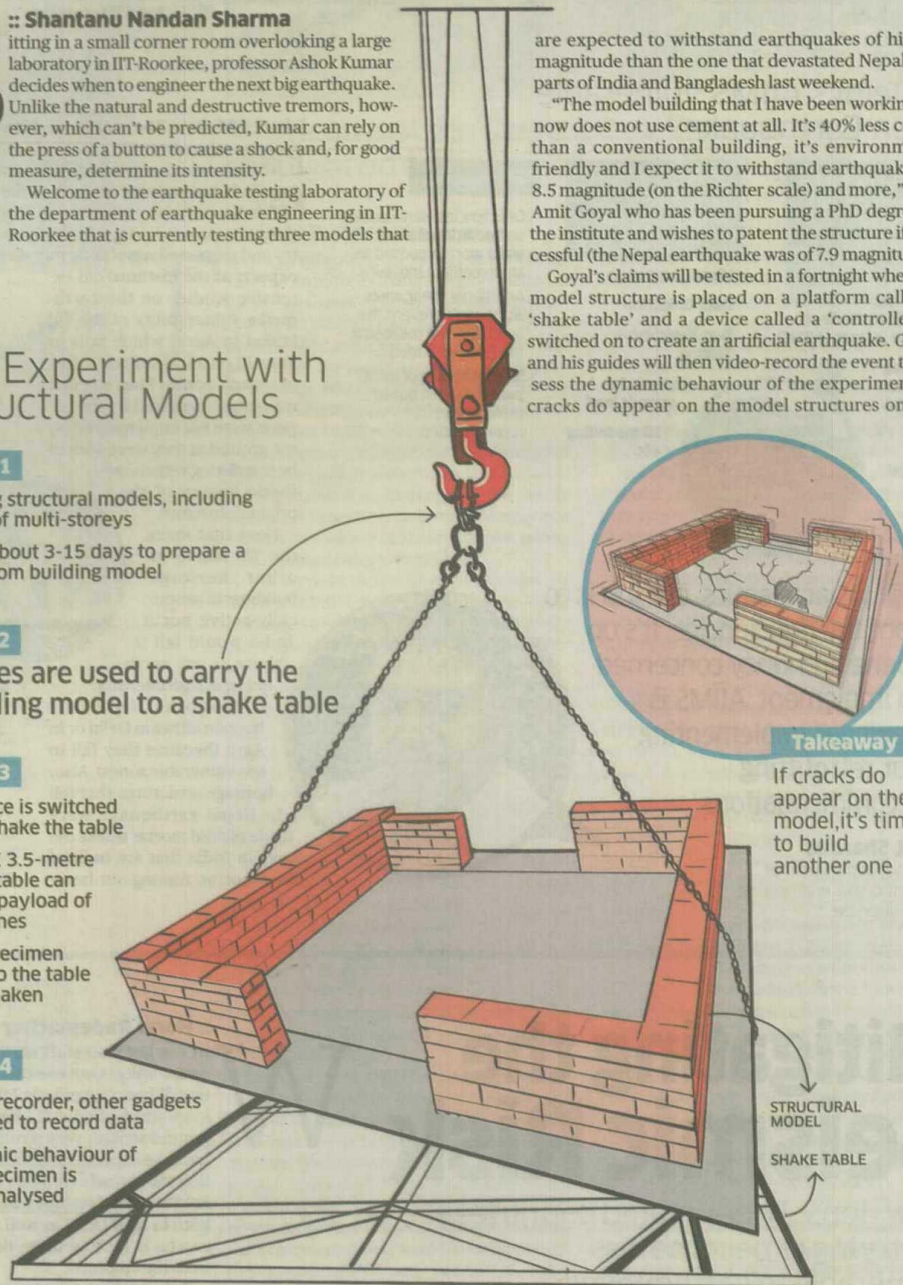 :: Shantanu Nandan Sharma
itting in a small corner room overlooking a large
laboratory in IIT-Roorkee, professor Ashok Kumar
decides when to engineer the next big earthquake.
Unlike the natural and destructive tremors, how-
ever, which can't be predicted, Kumar can rely on
the press of a button to cause a shock and, for good
measure, determine its intensity.
Welcome to the earthquake testing laboratory of
the department of earthquake engineering in IIT-
Roorkee that is currently testing three models that
are expected to withstand earthquakes of hi
magnitude than the one that devastated Nepal
parts of India and Bangladesh last weekend.
"The model building that I have been workin
now does not use cement at all. It's 40% less c
than a conventional building, it's environm
friendly and I expect it to withstand earthquak
8.5 magnitude (on the Richter scale) and more,"
Amit Goyal who has been pursuing a PhD degr
the institute and wishes to patent the structure i
cessful (the Nepal earthquake was of 7.9 magnitu
Goyal's claims will be tested in a fortnight whe
model structure is placed on a platform call
'shake table' and a device called a 'controlle
switched on to create an artificial earthquake. G
and his guides will then video-record the event t
sess the dynamic behaviour of the experimen
cracks do appear on the model structures on
Experiment with
uctural Models
1
g structural models, including
of multi-storeys
bout 3-15 days to prepare a
om building model
2
es are used to carry the
ding model to a shake table
3
ce is switched
hake the table
3.5-metre
table can
payload of
nes
ecimen
o the table
aken
4
recorder, other gadgets
ed to record data
nic behaviour of
ecimen is
nalysed
Takeaway
If cracks do
appear on the
model,it's tim
to build
another one
STRUCTURAL
MODEL
SHAKE TABLE